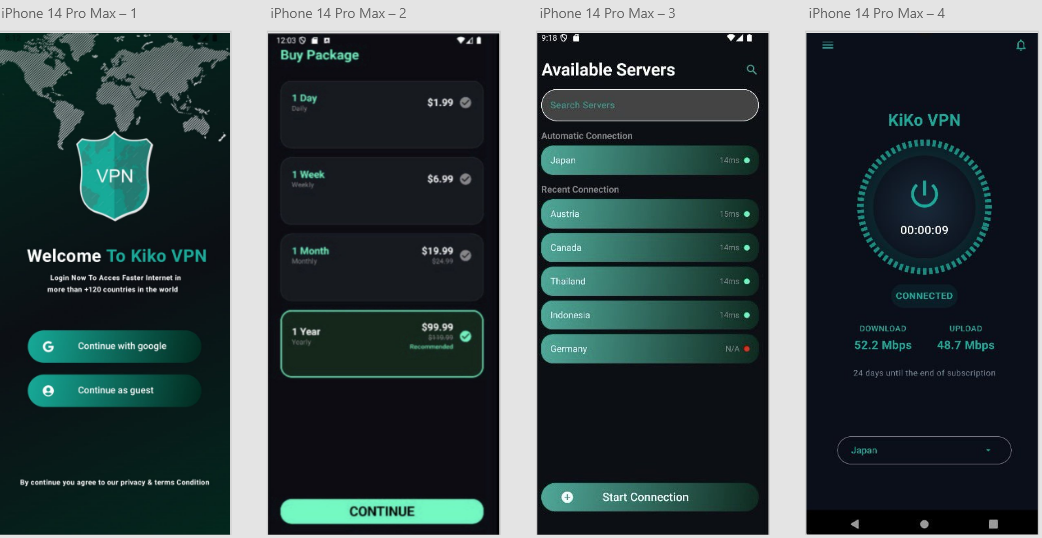 iPhone 14 Pro Max – 1
VPN
Welcome To Kiko VPN
Login Now To Acces Faster Internet in
more than +120 countries in the world
Continue with google
Continue as guest
By continue you agree to our privacy & terms Condition
iPhone 14 Pro Max – 2
12:03
Buy Package
1 Day
Daily
$1.99
1 Week
Weekly
$6.99
1 Month
Monthly
$19.99
$24.99
1 Year
Yearly
$99.99
$119.99
Recommended
CONTINUE
iPhone 14 Pro Max – 3
9:18
Available Servers
Search Servers
Automatic Connection
Japan 14ms
Recent Connection
Austria 15ms
Canada 14ms
Thailand 14ms
Indonesia 14ms
Germany N/A
Start Connection
iPhone 14 Pro Max – 4
KiKo VPN
00:00:09
CONNECTED
DOWNLOAD UPLOAD
52.2 Mbps 48.7 Mbps
24 days until the end of subscription
Japan